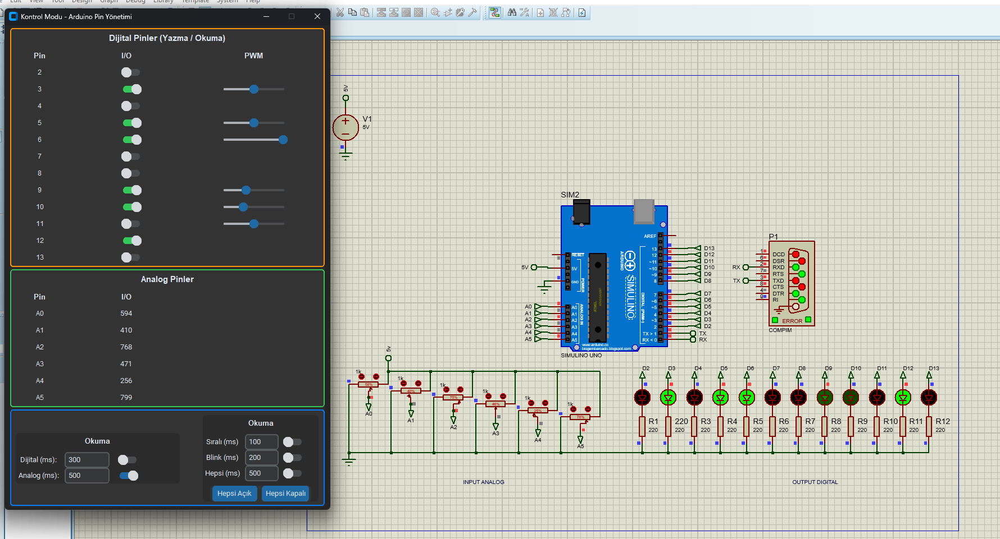 Edit View Tool Design Graph Debug Library Template System Help
Kontrol Modu - Arduino Pin Yönetimi
Dijital Pinler (Yazma / Okuma)
Pin I/O PWM
2
3
4
5
6
7
8
9
10
11
12
13
Analog Pinler
Pin I/O
A0 594
A1 410
A2 768
A3 471
A4 256
A5 799
Okuma
Dijital (ms): 300
Analog (ms): 500
Okuma
Sıralı (ms) 100
Blink (ms) 200
Hepsi (ms) 500
Hepsi Açık Hepsi Kapalı
5V
V1
5V
SIM2
AREF
RESET
5V
GND
POWER
A0
A1
A2
A3
A4
A5
ANALOG IN
ATMEL
ARDUINO
SIMULINO
DIGITAL (PWM~)
13
12
~11
~10
~9
8
7
~6
~5
4
~3
2
TX > 1
RX < 0
www.arduino.cc
blogembarcado.blogspot.com
SIMULINO UNO
5V
A0
A1
A2
A3
A4
A5
D13
D12
D11
D10
D9
D8
D7
D6
D5
D4
D3
D2
TX
RX
P1
1
6
2
7
3
8
4
9
DCD
DSR
RXD
RTS
TXD
CTS
DTR
RI
ERROR
COMPIM
RX
TX
5v
1k 58% A0
1k 40% A1
1k 75% A2
1k 46% A3
1k 25% A4
1k 78% A5
INPUT ANALOG
D2 D3 D4 D5 D6 D7 D8 D9 D10 D11 D12 D13
R1 220 R3 R4 R5 R6 R7 R8 R9 R10 R11 R12
220 220 220 220 220 220 220 220 220 220 220 220
OUTPUT DIGITAL